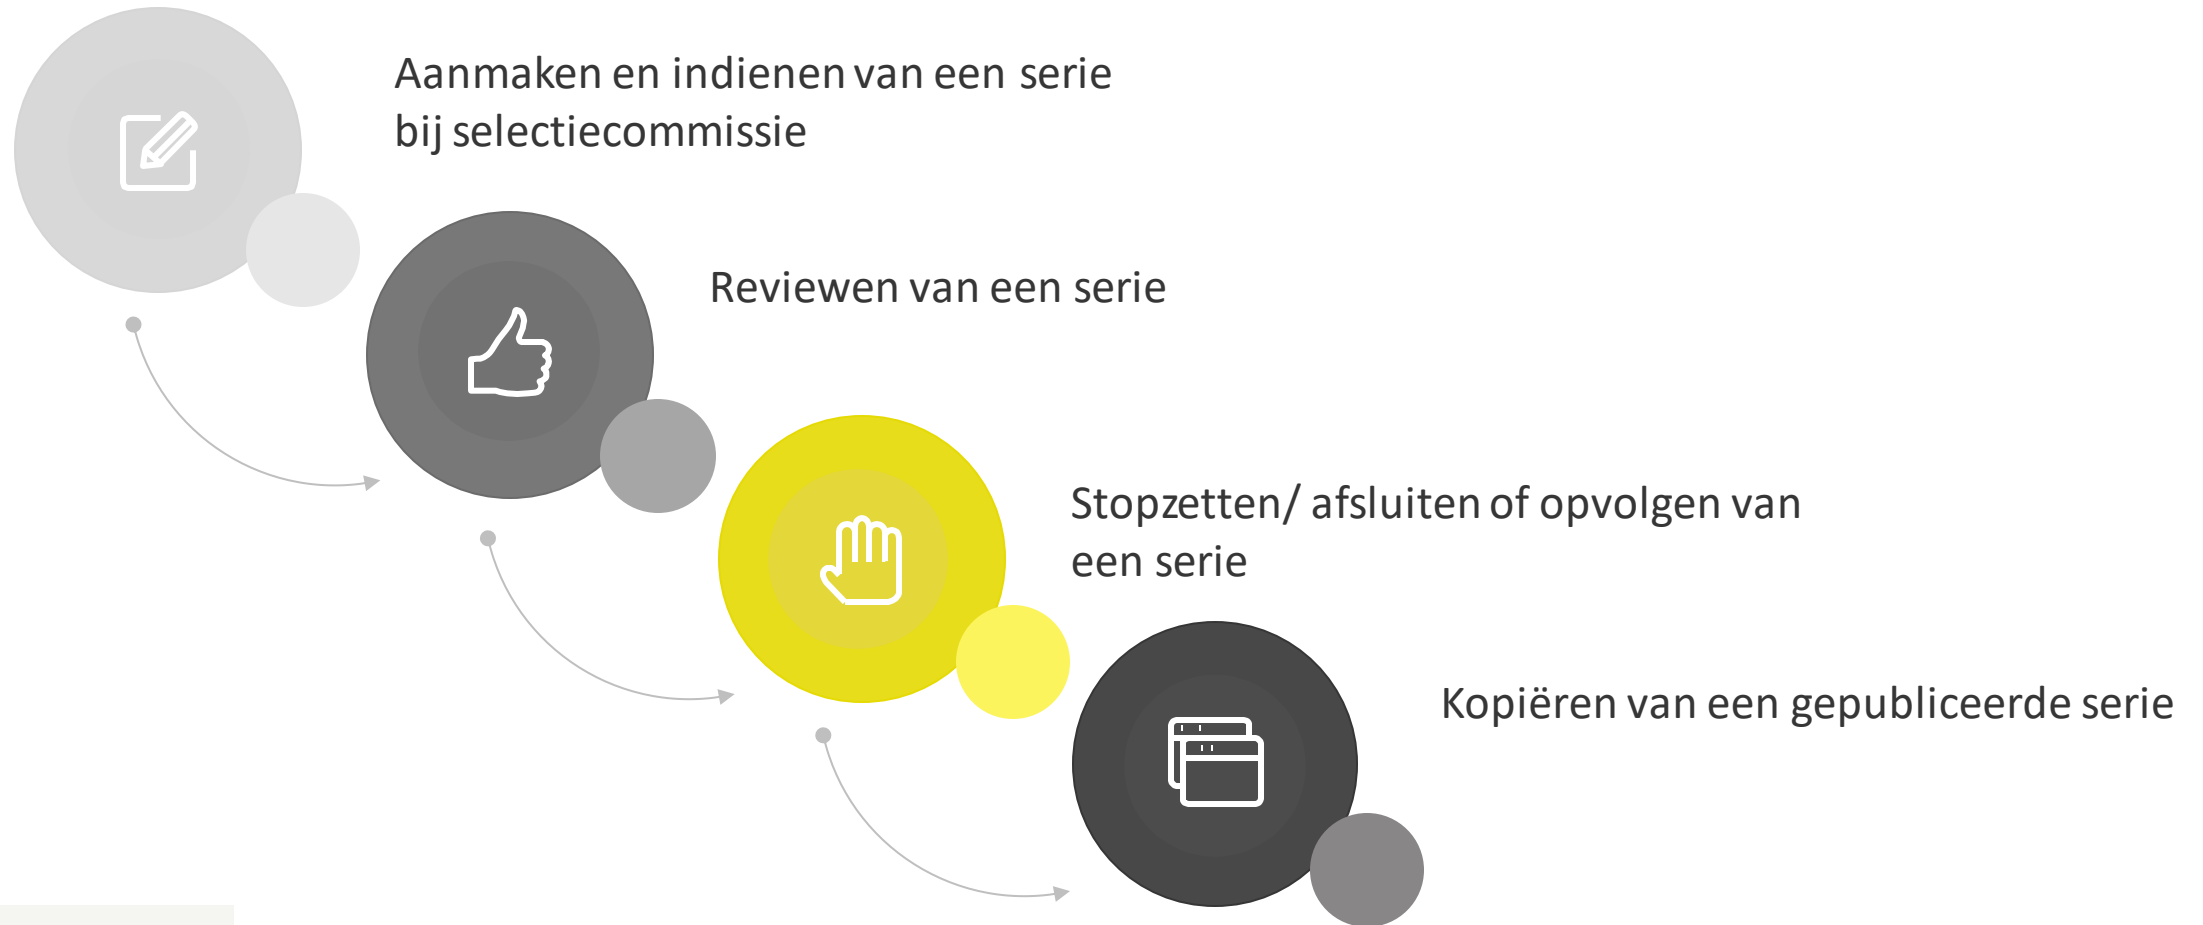 Aanmaken en indienen van een serie
bij selectiecommissie
Reviewen van een serie
Stopzetten/ afsluiten of opvolgen van
een serie
Kopiëren van een gepubliceerde serie